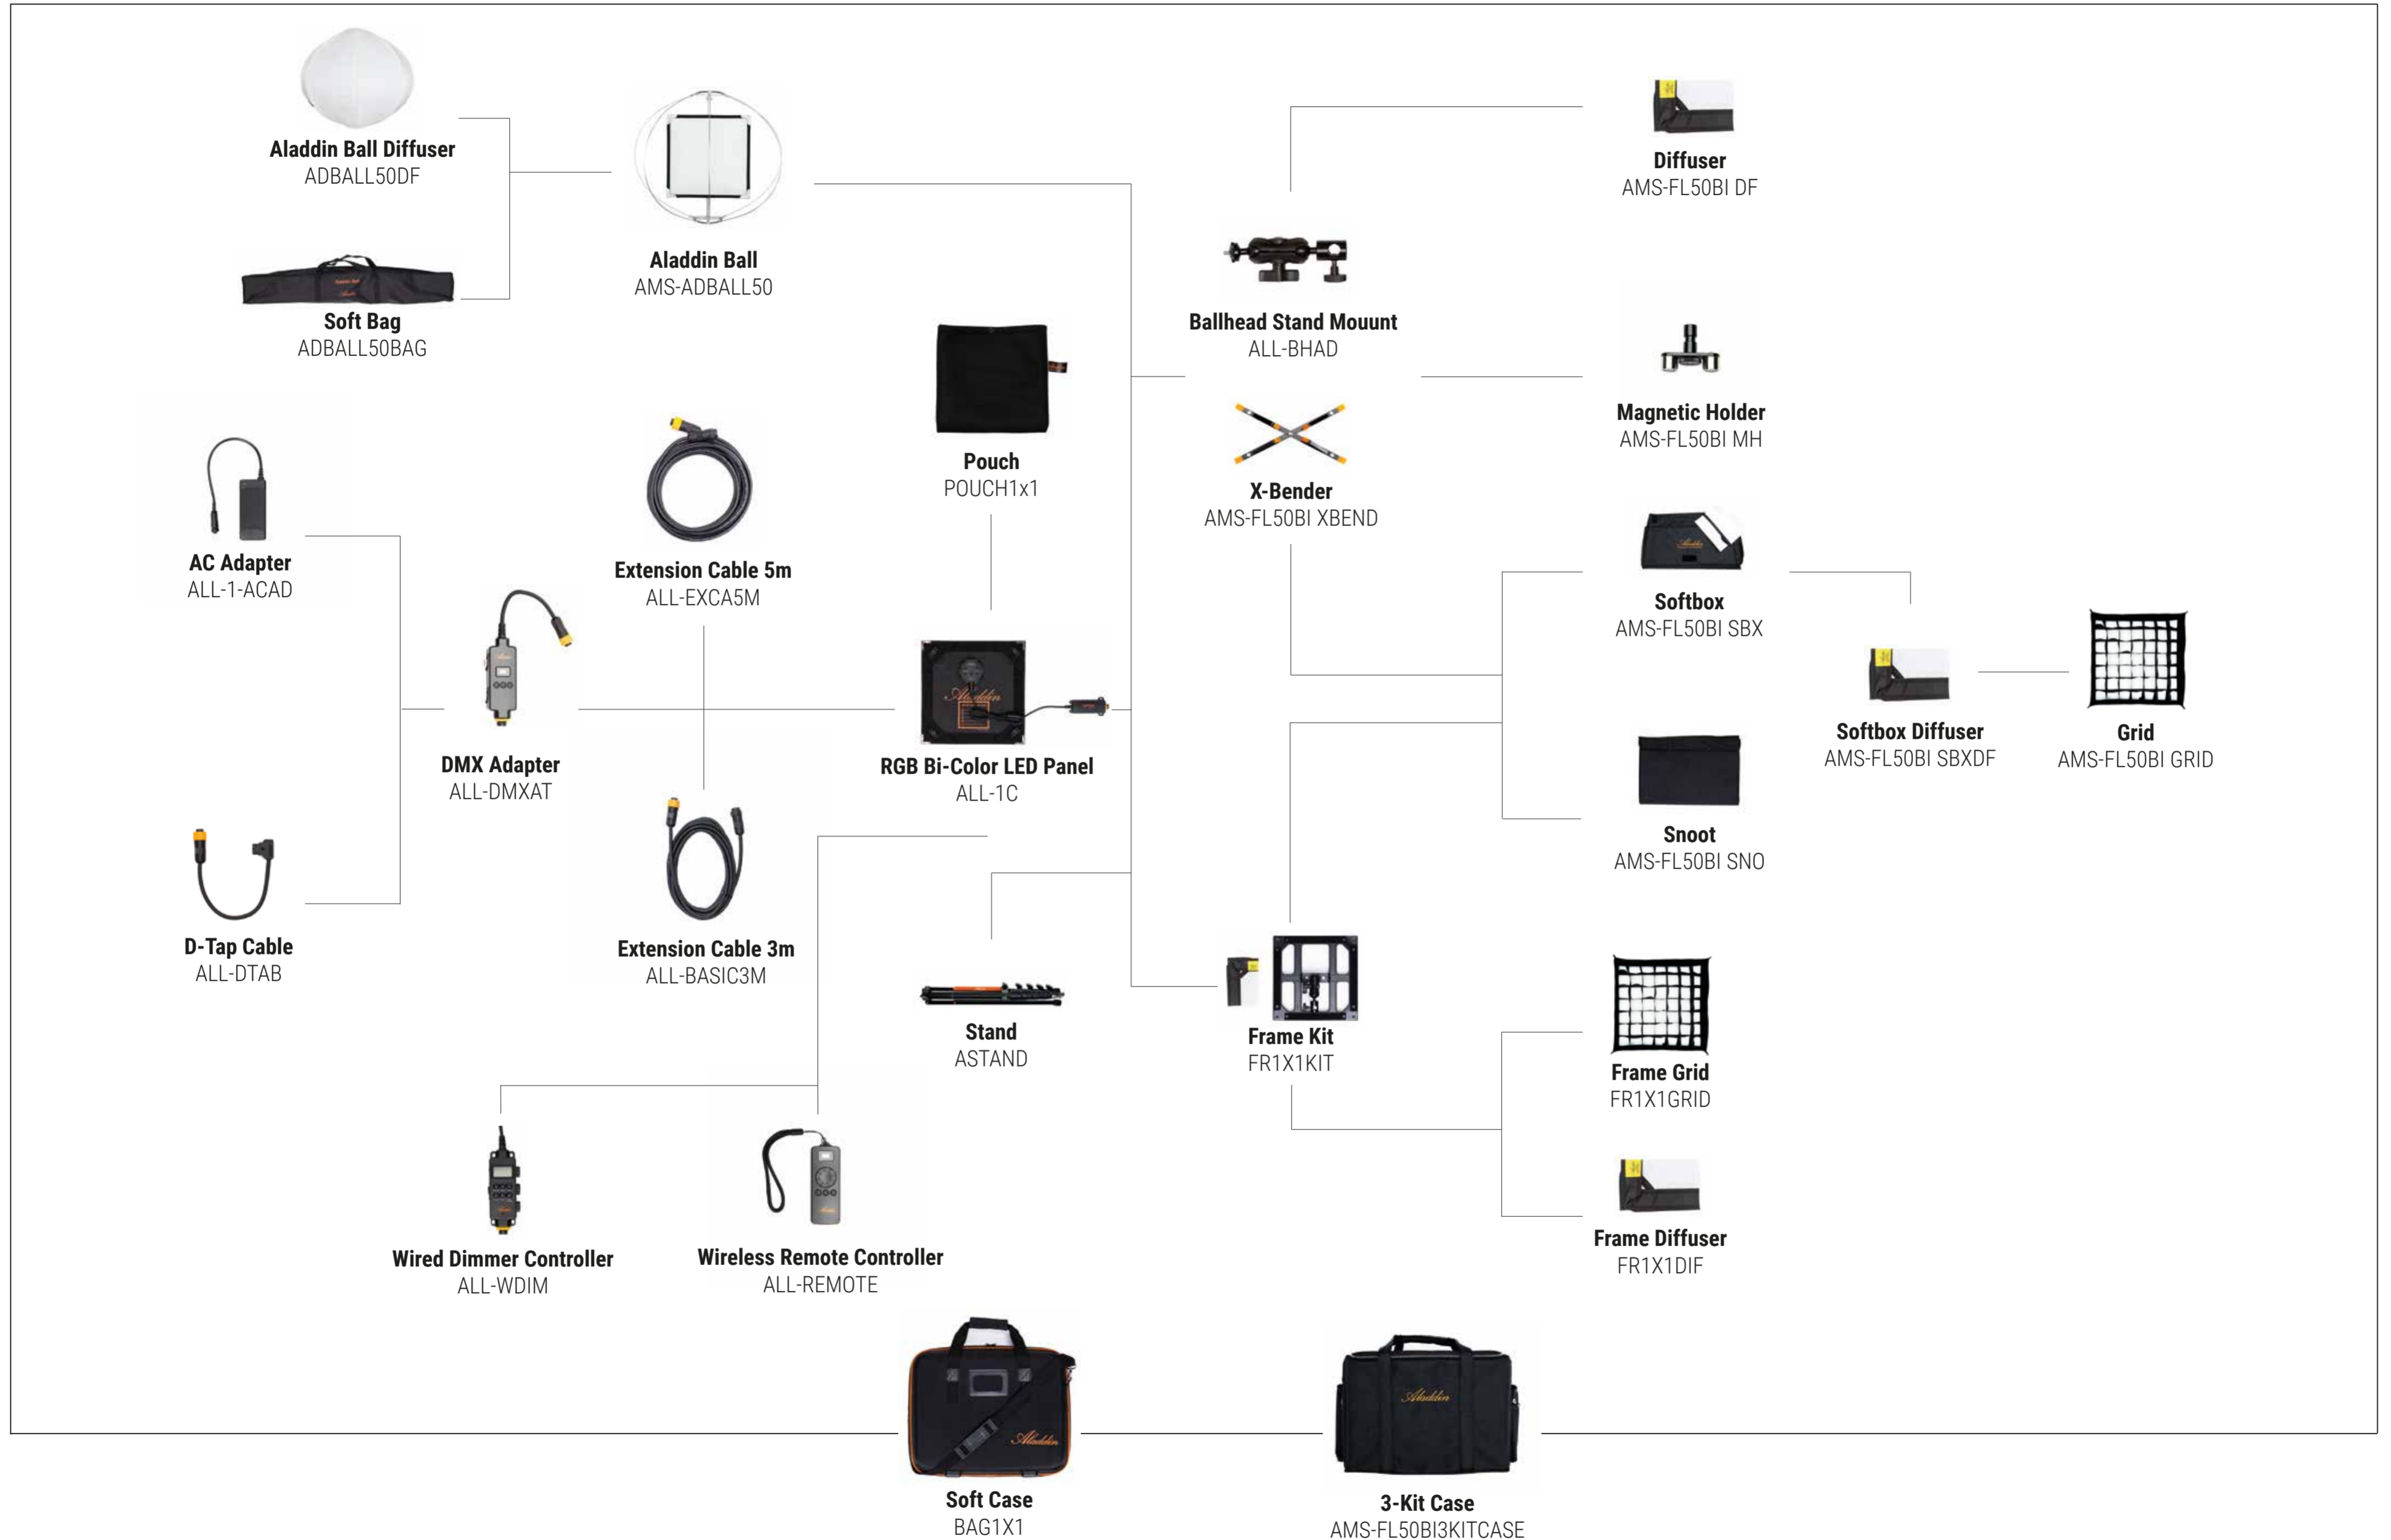 Aladdin Ball Diffuser
ADBALL50DF
Soft Bag
ADBALL50BAG
Aladdin Ball
AMS-ADBALL50
Diffuser
AMS-FL50BI DF
Ballhead Stand Mouunt
ALL-BHAD
Magnetic Holder
AMS-FL50BI MH
Pouch
POUCH1x1
X-Bender
AMS-FL50BI XBEND
AC Adapter
ALL-1-ACAD
Extension Cable 5m
ALL-EXCA5M
Aladdin
Softbox
AMS-FL50BI SBX
DMX Adapter
ALL-DMXAT
Aladdin
RGB Bi-Color LED Panel
ALL-1C
Softbox Diffuser
AMS-FL50BI SBXDF
Grid
AMS-FL50BI GRID
Snoot
AMS-FL50BI SNO
D-Tap Cable
ALL-DTAB
Extension Cable 3m
ALL-BASIC3M
Stand
ASTAND
Frame Kit
FR1X1KIT
Frame Grid
FR1X1GRID
Frame Diffuser
FR1X1DIF
Wired Dimmer Controller
ALL-WDIM
Wireless Remote Controller
ALL-REMOTE
Aladdin
Soft Case
BAG1X1
Aladdin
3-Kit Case
AMS-FL50BI3KITCASE